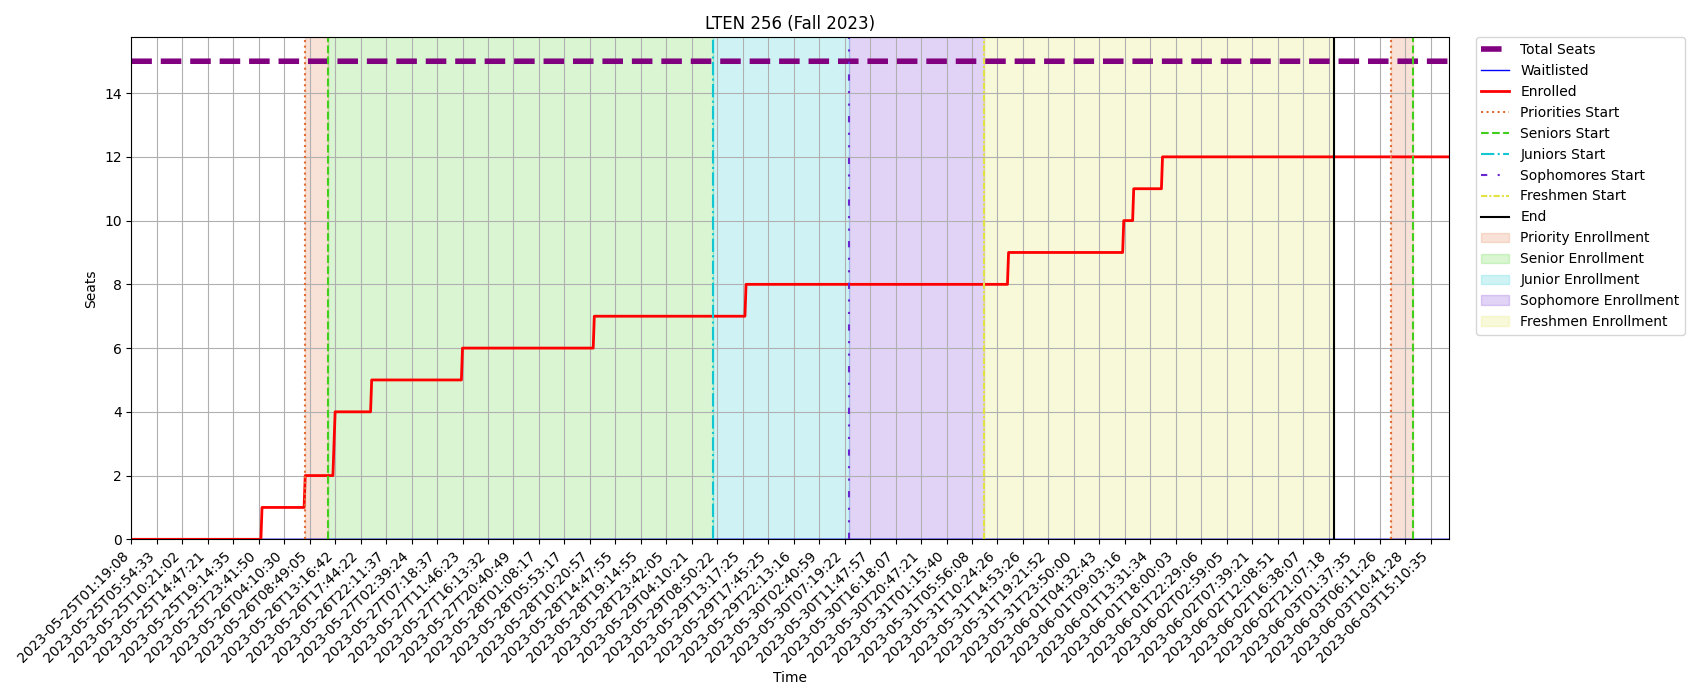 LTEN 256 (Fall 2023)
Seats
14
12
10
8
6
4
2
0
2023-05-25T01:19:08
2023-05-25T05:54:33
2023-05-25T10:21:02
2023-05-25T14:47:21
2023-05-25T19:14:35
2023-05-25T23:41:50
2023-05-26T04:10:30
2023-05-26T08:49:05
2023-05-26T13:16:42
2023-05-26T17:44:22
2023-05-26T22:11:37
2023-05-27T02:39:24
2023-05-27T07:18:37
2023-05-27T11:46:23
2023-05-27T16:13:32
2023-05-27T20:40:49
2023-05-28T01:08:17
2023-05-28T05:53:17
2023-05-28T10:20:57
2023-05-28T14:47:55
2023-05-28T19:14:55
2023-05-28T23:42:05
2023-05-29T04:10:21
2023-05-29T08:50:22
2023-05-29T13:17:25
2023-05-29T17:45:25
2023-05-29T22:13:16
2023-05-30T02:40:59
2023-05-30T07:19:22
2023-05-30T11:47:57
2023-05-30T16:18:07
2023-05-30T20:47:21
2023-05-31T01:15:40
2023-05-31T05:56:08
2023-05-31T10:24:26
2023-05-31T14:53:26
2023-05-31T19:21:52
2023-05-31T23:50:00
2023-06-01T04:32:43
2023-06-01T09:03:16
2023-06-01T13:31:34
2023-06-01T18:00:03
2023-06-01T22:29:06
2023-06-02T02:59:05
2023-06-02T07:39:21
2023-06-02T12:08:51
2023-06-02T16:38:07
2023-06-02T21:07:18
2023-06-03T01:37:35
2023-06-03T06:11:26
2023-06-03T10:41:28
2023-06-03T15:10:35
Time
Total Seats
Waitlisted
Enrolled
Priorities Start
Seniors Start
Juniors Start
Sophomores Start
Freshmen Start
End
Priority Enrollment
Senior Enrollment
Junior Enrollment
Sophomore Enrollment
Freshmen Enrollment